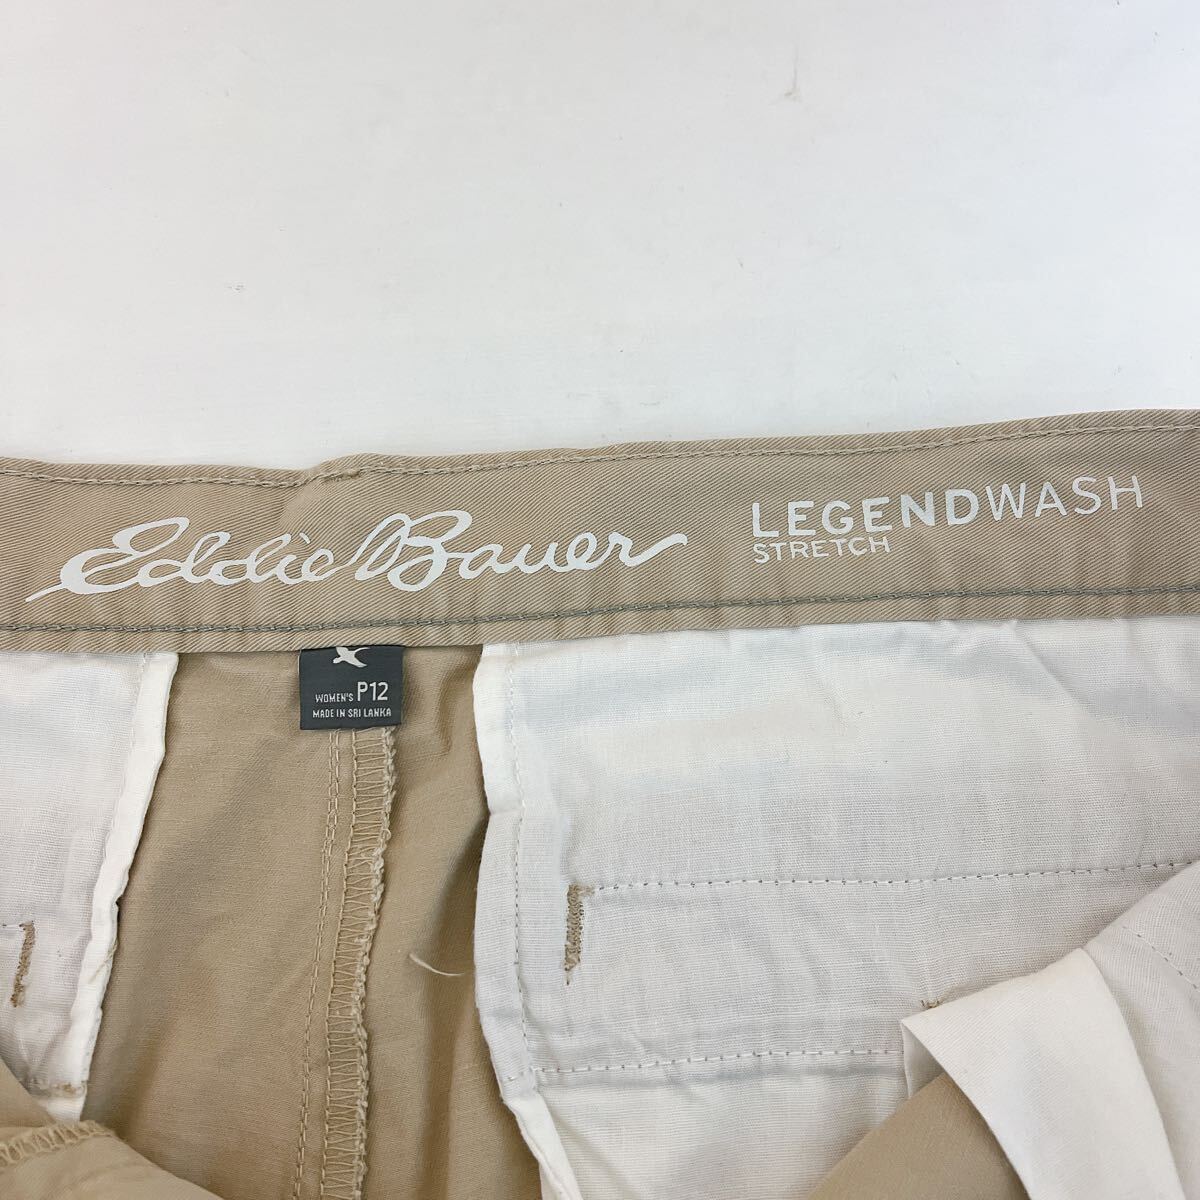 Eddie Bauer
LEGENDWASH
STRETCH
WOMEN'S P12
MADE IN SRI LANKA